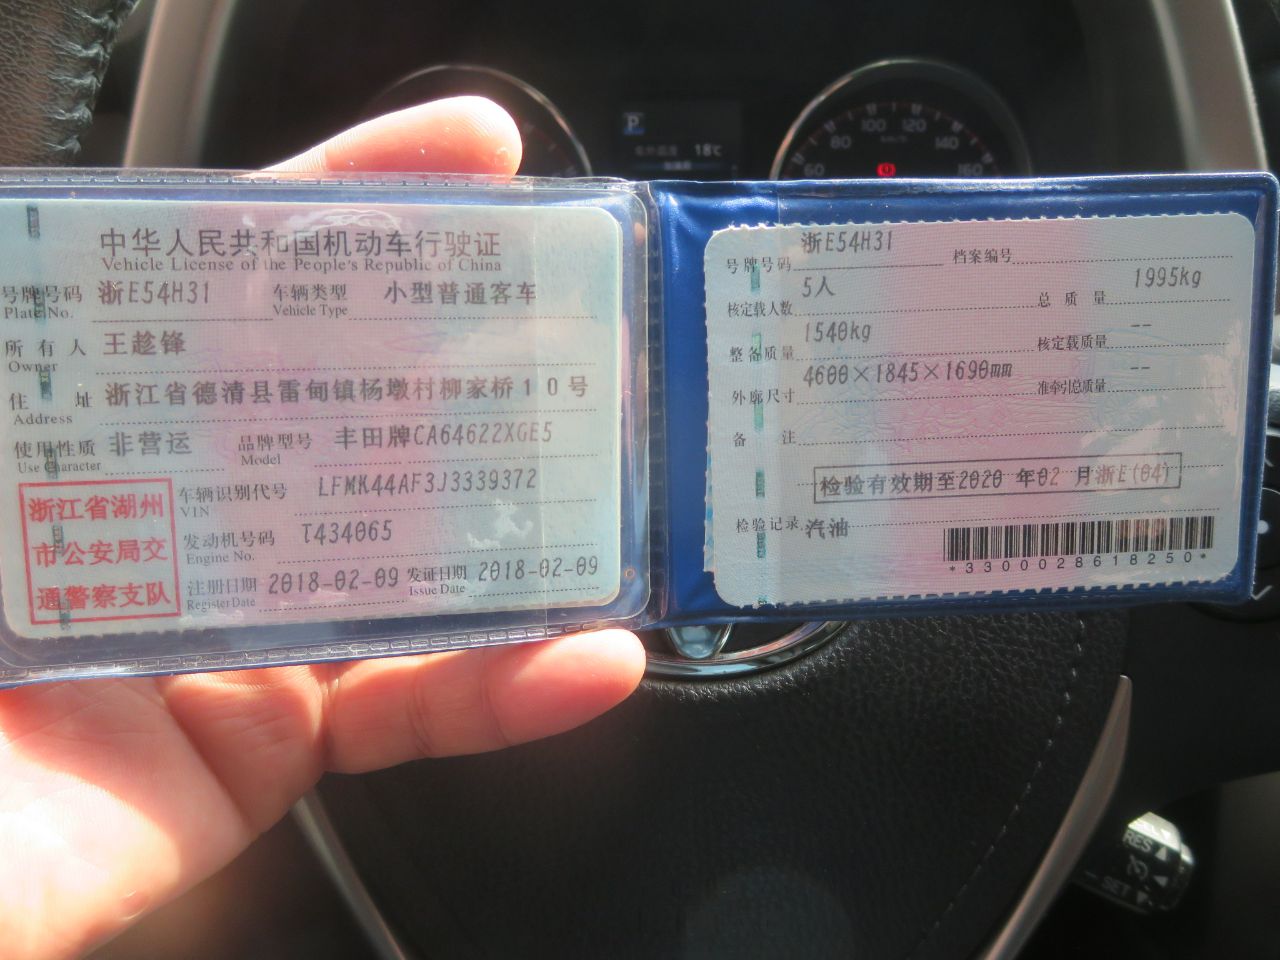 中华人民共和国机动车行驶证
Vehicle License of the People's Republic of China
号牌号码 浙E54H31 车辆类型 小型普通客车
Plate No. Vehicle Type
所有人 王趁锋
Owner
住址 浙江省德清县雷甸镇杨墩村柳家桥10号
Address
使用性质 非营运 品牌型号 丰田牌CA64622XGE5
Use Character Model
车辆识别代号 LFMK44AF3J3339372
VIN
发动机号码 T434065
Engine No.
注册日期 2018-02-09 发证日期 2018-02-09
Register Date Issue Date
浙江省湖州
市公安局交
通警察支队
号牌号码 浙E54H31 档案编号
核定载人数 5人 总质量 1995kg
整备质量 1540kg 核定载质量 --
外廓尺寸 4600×1845×1690mm 准牵引总质量 --
备注
检验有效期至2020年02月浙E(04)
检验记录 汽油
*3300028618250*
P
18℃
60 80 100 120 140 160
RES
SET